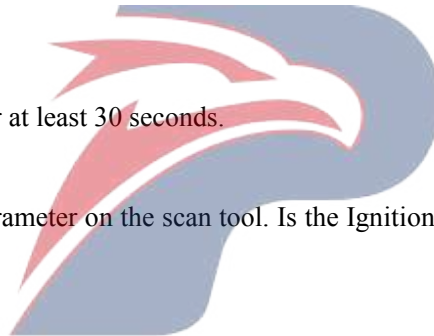 at least 30 seconds.
rameter on the scan tool. Is the Ignition